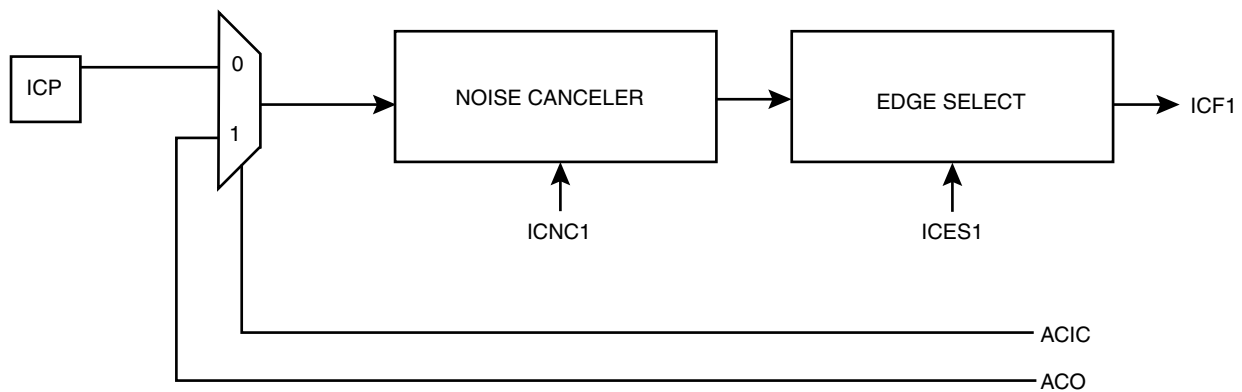 0
ICP
NOISE CANCELER
EDGE SELECT
ICF1
1
ICNC1
ICES1
ACIC
ACO